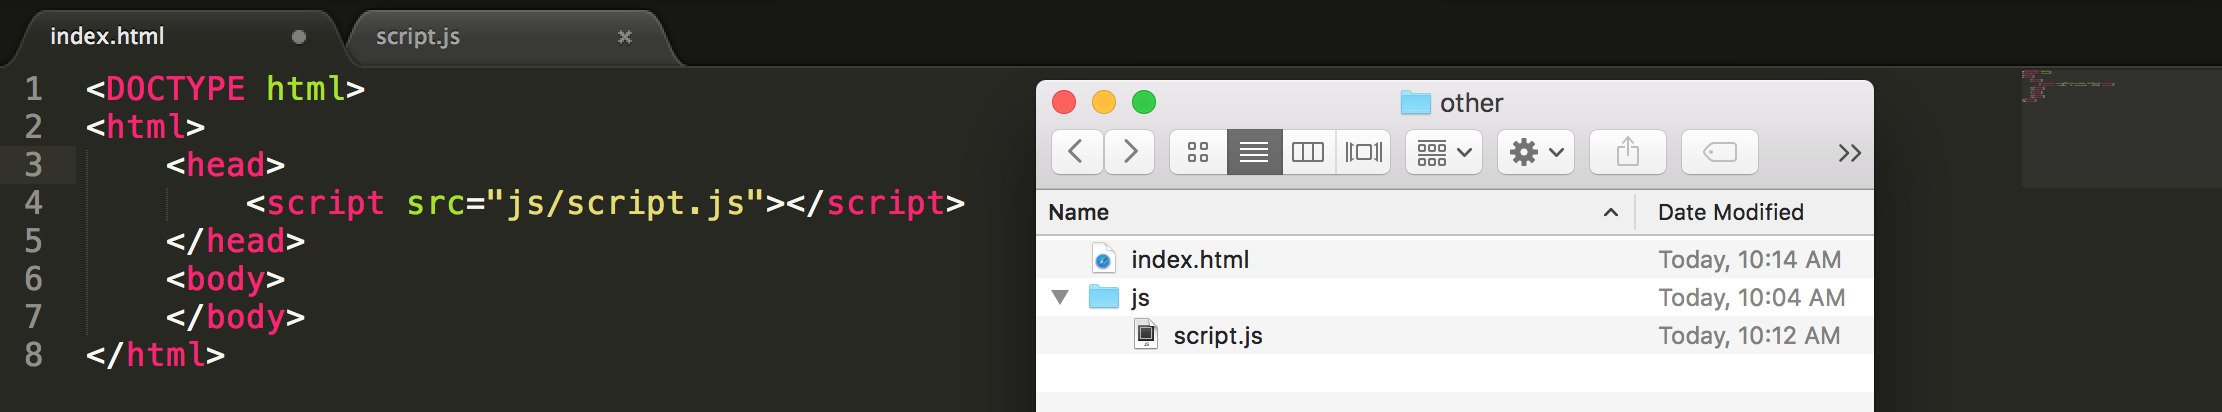 index.html script.js
1 <DOCTYPE html>
2 <html>
3 <head>
4 <script src="js/script.js"></script>
5 </head>
6 <body>
7 </body>
8 </html>
other
Name Date Modified
index.html Today, 10:14 AM
js Today, 10:04 AM
script.js Today, 10:12 AM